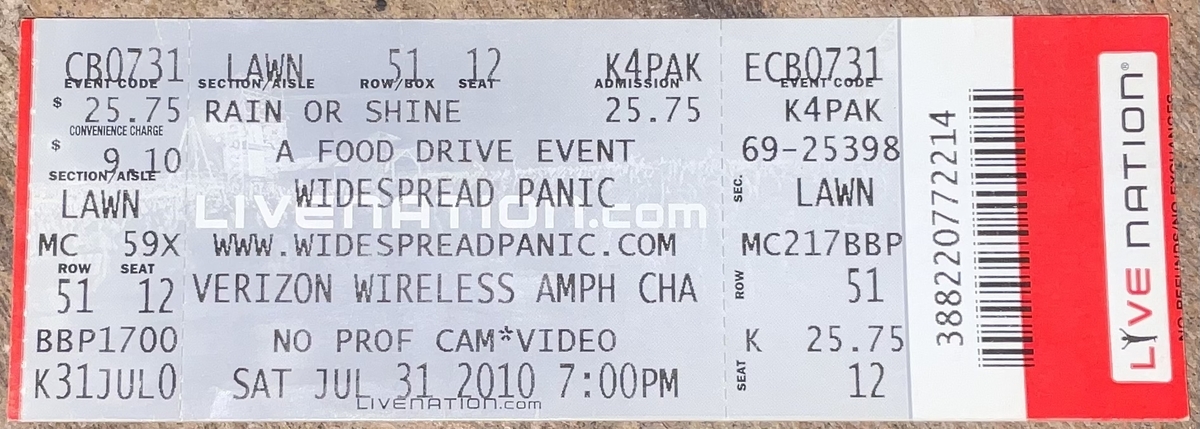 CB0731 LAWN 51 12 K4PAK ECB0731
EVENT CODE SECTION/AISLE ROW/BOX SEAT ADMISSION EVENT CODE
$ 25.75 RAIN OR SHINE 25.75 K4PAK
CONVENIENCE CHARGE
$ 9.10 A FOOD DRIVE EVENT 69-25398
SECTION/AISLE
LAWN WIDESPREAD PANIC SEC. LAWN
LIVENATION.com
MC 59X WWW.WIDESPREADPANIC.COM MC217BBP
ROW SEAT
51 12 VERIZON WIRELESS AMPH CHA ROW 51
BBP1700 NO PROF CAM*VIDEO K 25.75
K31JUL0 SAT JUL 31 2010 7:00PM SEAT 12
LIVENATION.com
388220772214
LIVE NATION®
NO REFUNDS/NO EXCHANGES